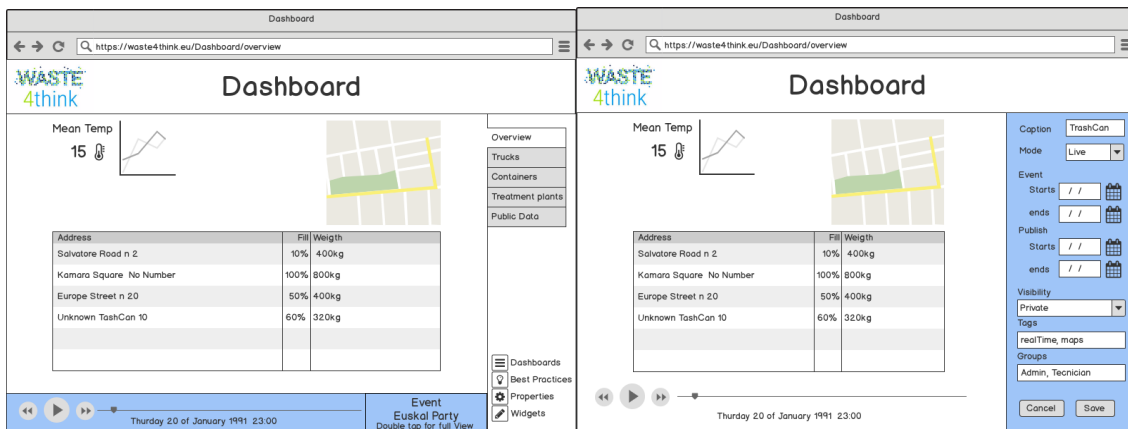 Dashboard
https://waste4think.eu/Dashboard/overview
WASTE
4think
Dashboard
Mean Temp
15
Overview
Trucks
Containers
Treatment plants
Public Data
Address Fill Weigth
Salvatore Road n 2 10% 400kg
Kamara Square No Number 100% 800kg
Europe Street n 20 50% 400kg
Unknown TashCan 10 60% 320kg
Dashboards
Best Practices
Properties
Widgets
Thurday 20 of January 1991 23:00
Event
Euskal Party
Double tap for full View
Dashboard
https://waste4think.eu/Dashboard/overview
WASTE
4think
Dashboard
Mean Temp
15
Address Fill Weigth
Salvatore Road n 2 10% 400kg
Kamara Square No Number 100% 800kg
Europe Street n 20 50% 400kg
Unknown TashCan 10 60% 320kg
Thurday 20 of January 1991 23:00
Caption TrashCan
Mode Live
Event
Starts / /
ends / /
Publish
Starts / /
ends / /
Visibility
Private
Tags
realTime, maps
Groups
Admin, Tecnician
Cancel Save